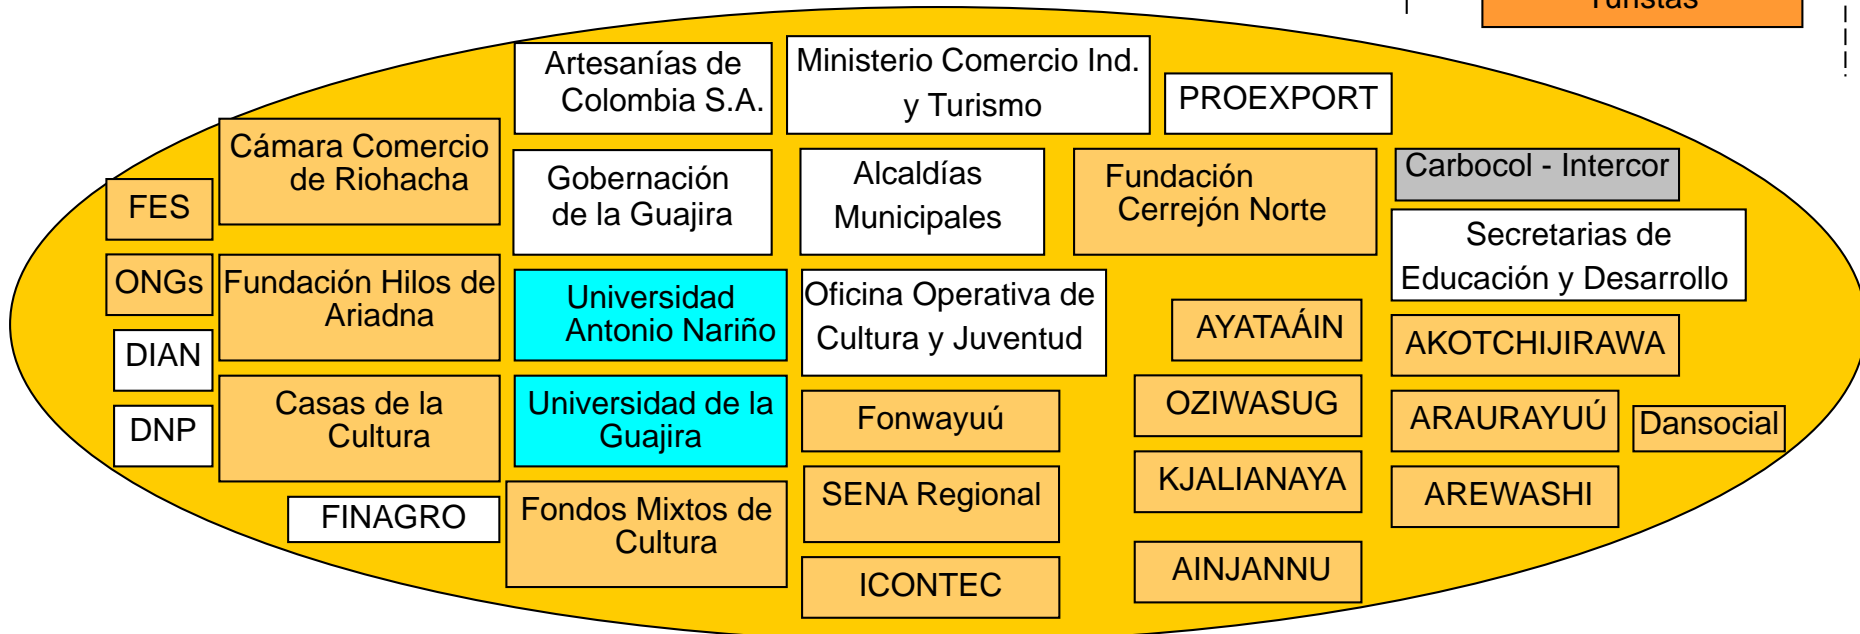 Turistas
Artesanías de
Colombia S.A.
Ministerio Comercio Ind.
y Turismo
PROEXPORT
Cámara Comercio
de Riohacha
Gobernación
de la Guajira
Alcaldías
Municipales
Fundación
Cerrejón Norte
Carbocol - Intercor
FES
Secretarias de
Educación y Desarrollo
ONGs
Fundación Hilos de
Ariadna
Universidad
Antonio Nariño
Oficina Operativa de
Cultura y Juventud
AYATAÁIN
AKOTCHIJIRAWA
DIAN
Casas de la
Cultura
Universidad de la
Guajira
Fonwayuú
OZIWASUG
ARAURAYUÚ
Dansocial
DNP
SENA Regional
KJALIANAYA
AREWASHI
FINAGRO
Fondos Mixtos de
Cultura
ICONTEC
AINJANNU